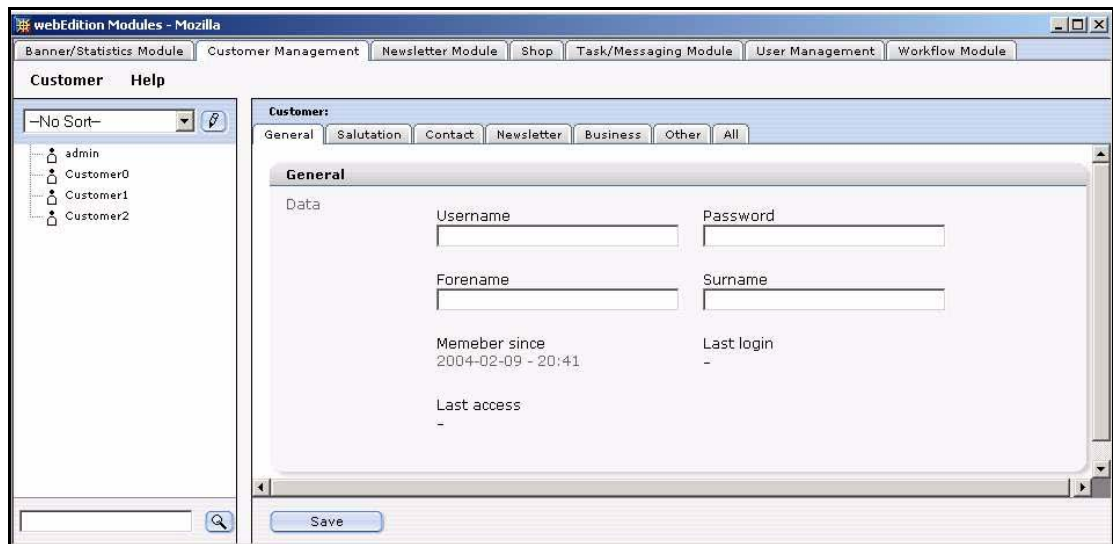 webEdition Modules - Mozilla
Banner/Statistics Module Customer Management Newsletter Module Shop Task/Messaging Module User Management Workflow Module
Customer Help
--No Sort--
admin
Customer0
Customer1
Customer2
Customer:
General Salutation Contact Newsletter Business Other All
General
Data
Username Password
Forename Surname
Memeber since Last login
2004-02-09 - 20:41 -
Last access
-
Save